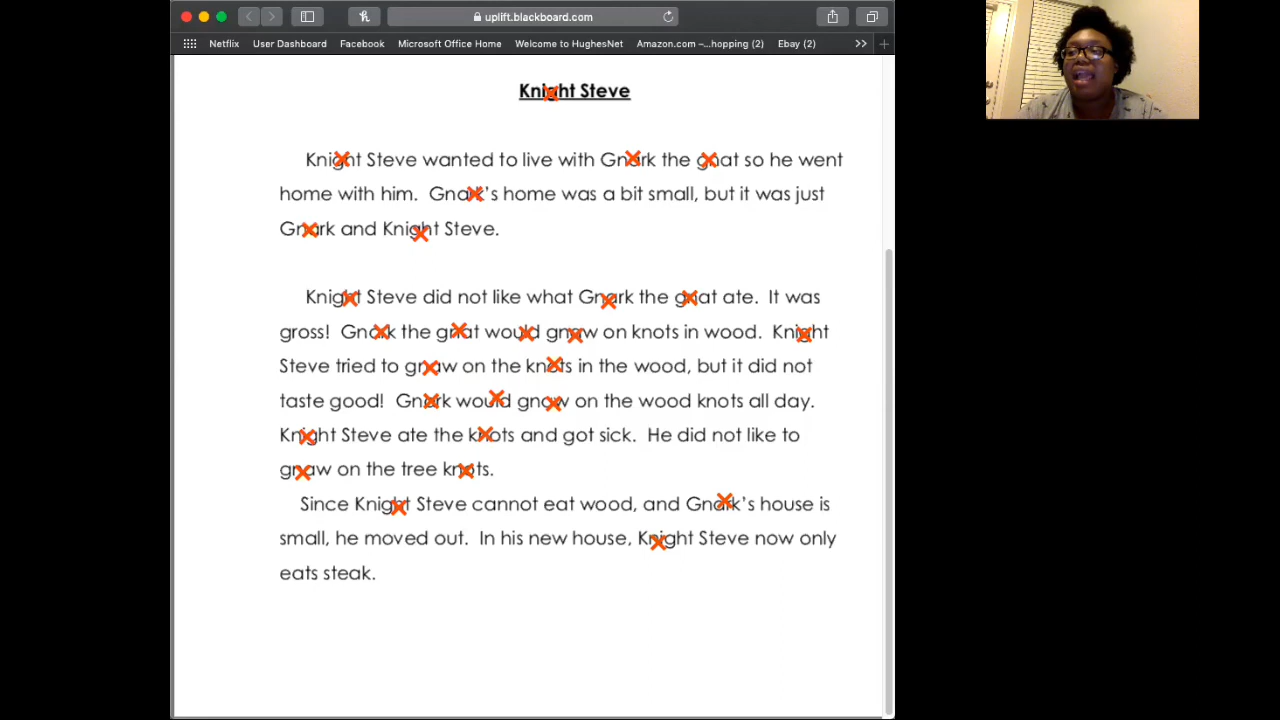 uplift.blackboard.com
Netflix User Dashboard Facebook Microsoft Office Home Welcome to HughesNet Amazon.com –...hopping (2) Ebay (2)
Knight Steve
Knight Steve wanted to live with Gnark the gnat so he went
home with him. Gnark's home was a bit small, but it was just
Gnark and Knight Steve.
Knight Steve did not like what Gnark the gnat ate. It was
gross! Gnark the gnat would gnaw on knots in wood. Knight
Steve tried to gnaw on the knots in the wood, but it did not
taste good! Gnark would gnaw on the wood knots all day.
Knight Steve ate the knots and got sick. He did not like to
gnaw on the tree knots.
Since Knight Steve cannot eat wood, and Gnark's house is
small, he moved out. In his new house, Knight Steve now only
eats steak.